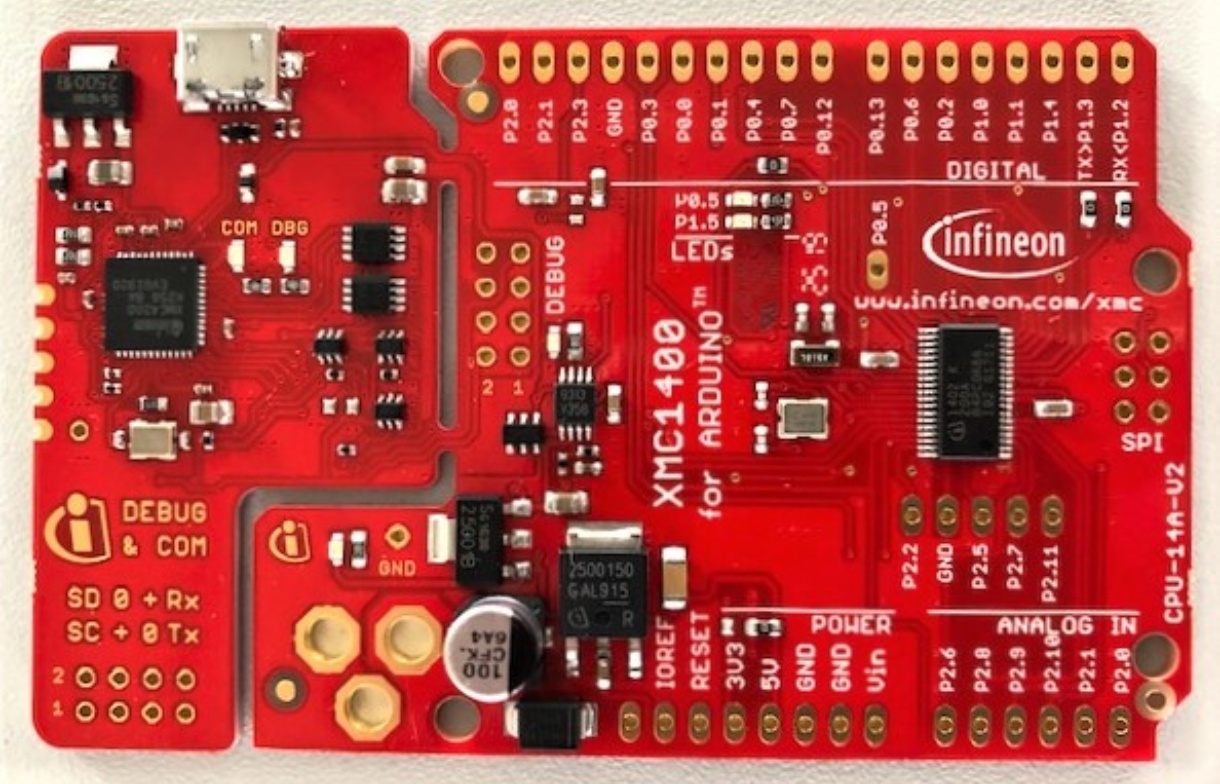 P2.0 P2.1 P2.3 GND P0.3 P0.0 P0.1 P0.4 P0.7 P0.12 P0.13 P0.6 P0.2 P1.0 P1.1 P1.4 TX>P1.3 RX<P1.2
DIGITAL
P0.5
P1.5
LEDs
P0.5
infineon
www.infineon.com/xmc
COM DBG
DEBUG
2 1
XMC1400
for ARDUINO™
SPI
CPU-14A-V2
i DEBUG
& COM
SD 0 + Rx
SC + 0 Tx
2
1
i
GND
25001B
2500150
GAL915
R
100
CFK.
6A4
P2.2 GND P2.5 P2.7 P2.11
POWER
IOREF RESET 3V3 5V GND GND Vin
ANALOG IN
P2.6 P2.8 P2.9 P2.10 P2.1 P2.0